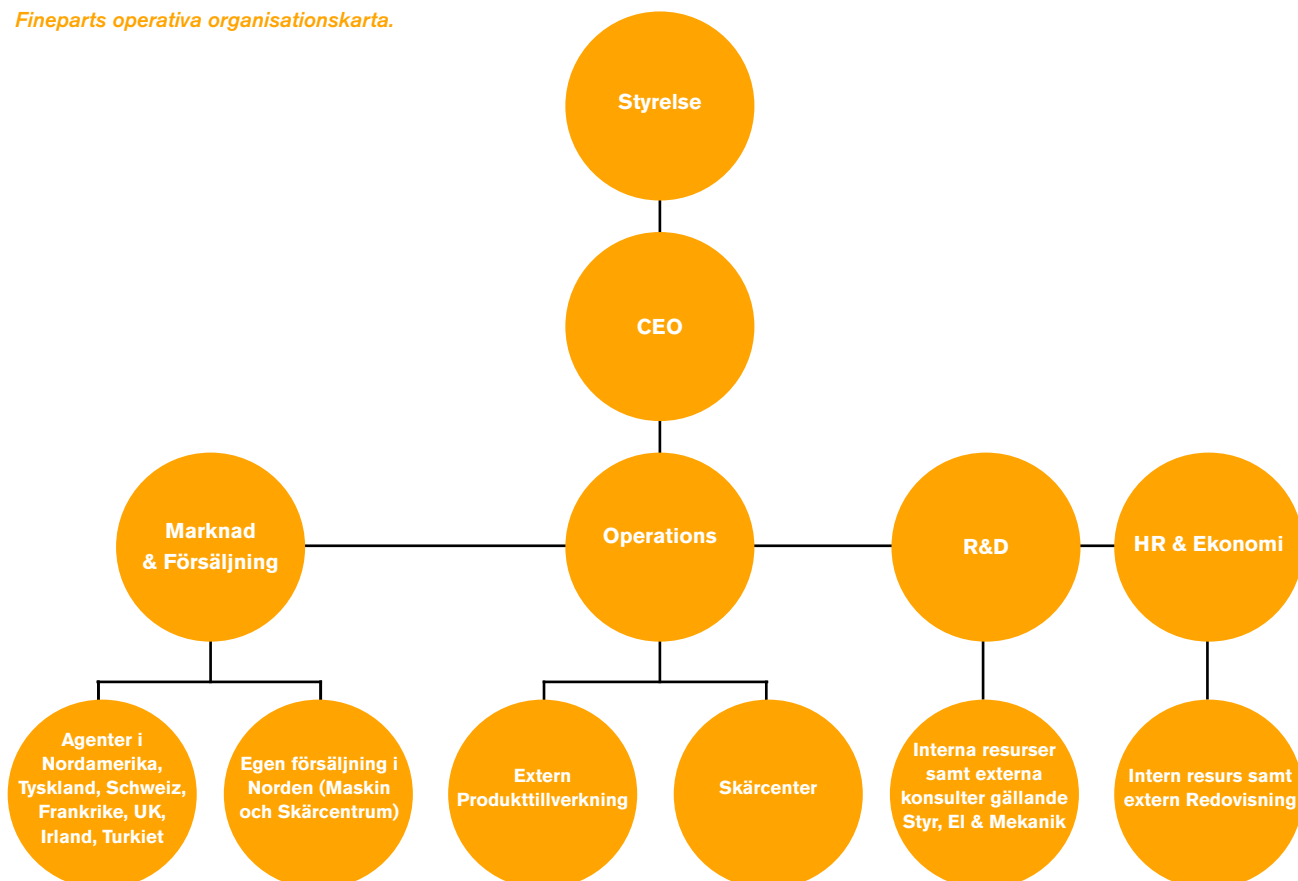 Fineparts operativa organisationskarta.
Styrelse
CEO
Marknad
& Försäljning
Operations
R&D
HR & Ekonomi
Agenter i
Nordamerika,
Tyskland, Schweiz,
Frankrike, UK,
Irland, Turkiet
Egen försäljning i
Norden (Maskin
och Skärcentrum)
Extern
Produkttillverkning
Skärcenter
Interna resurser
samt externa
konsulter gällande
Styr, El & Mekanik
Intern resurs samt
extern Redovisning